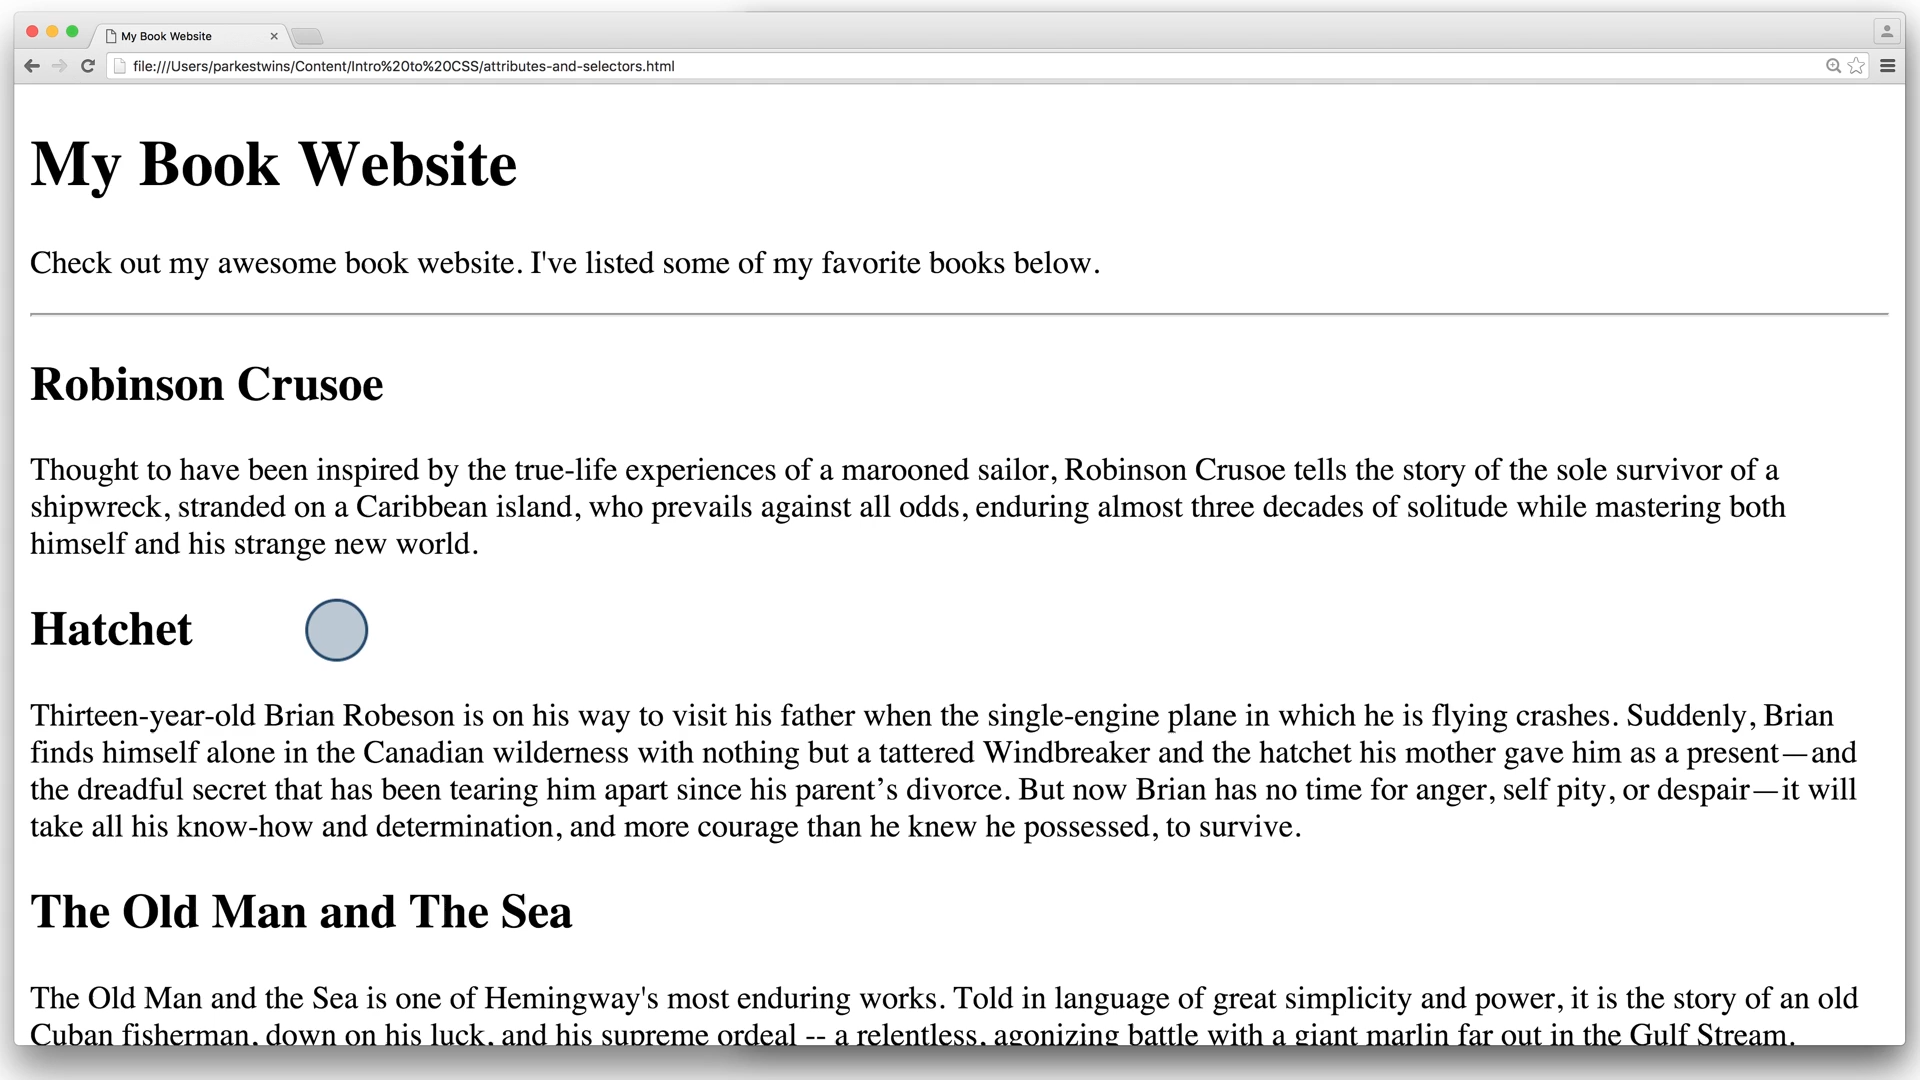 My Book Website
file:///Users/parkestwins/Content/Intro%20to%20CSS/attributes-and-selectors.html
My Book Website
Check out my awesome book website. I've listed some of my favorite books below.
Robinson Crusoe
Thought to have been inspired by the true-life experiences of a marooned sailor, Robinson Crusoe tells the story of the sole survivor of a
shipwreck, stranded on a Caribbean island, who prevails against all odds, enduring almost three decades of solitude while mastering both
himself and his strange new world.
Hatchet
Thirteen-year-old Brian Robeson is on his way to visit his father when the single-engine plane in which he is flying crashes. Suddenly, Brian
finds himself alone in the Canadian wilderness with nothing but a tattered Windbreaker and the hatchet his mother gave him as a present—and
the dreadful secret that has been tearing him apart since his parent’s divorce. But now Brian has no time for anger, self pity, or despair—it will
take all his know-how and determination, and more courage than he knew he possessed, to survive.
The Old Man and The Sea
The Old Man and the Sea is one of Hemingway's most enduring works. Told in language of great simplicity and power, it is the story of an old
Cuban fisherman, down on his luck, and his supreme ordeal -- a relentless, agonizing battle with a giant marlin far out in the Gulf Stream.